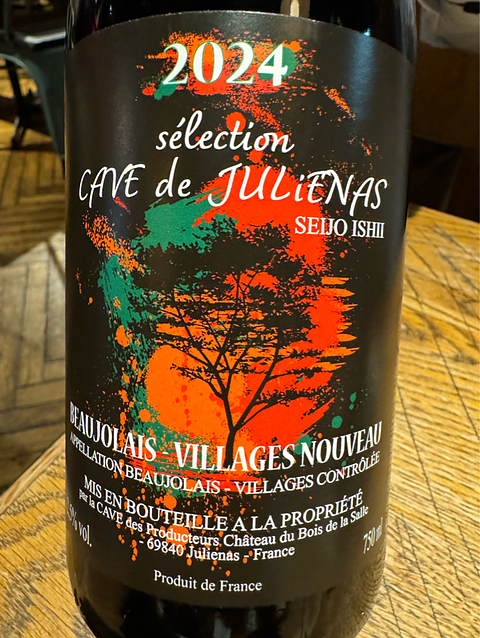 2024
sélection
CAVE de JULiENAS
SEIJO ISHII
BEAUJOLAIS - VILLAGES NOUVEAU
APPELLATION BEAUJOLAIS - VILLAGES CONTRÔLÉE
MIS EN BOUTEILLE A LA PROPRIÉTÉ
par la CAVE des Producteurs Château du Bois de la Salle
- 69840 Julienas - France
% vol.
750 ml
Produit de France